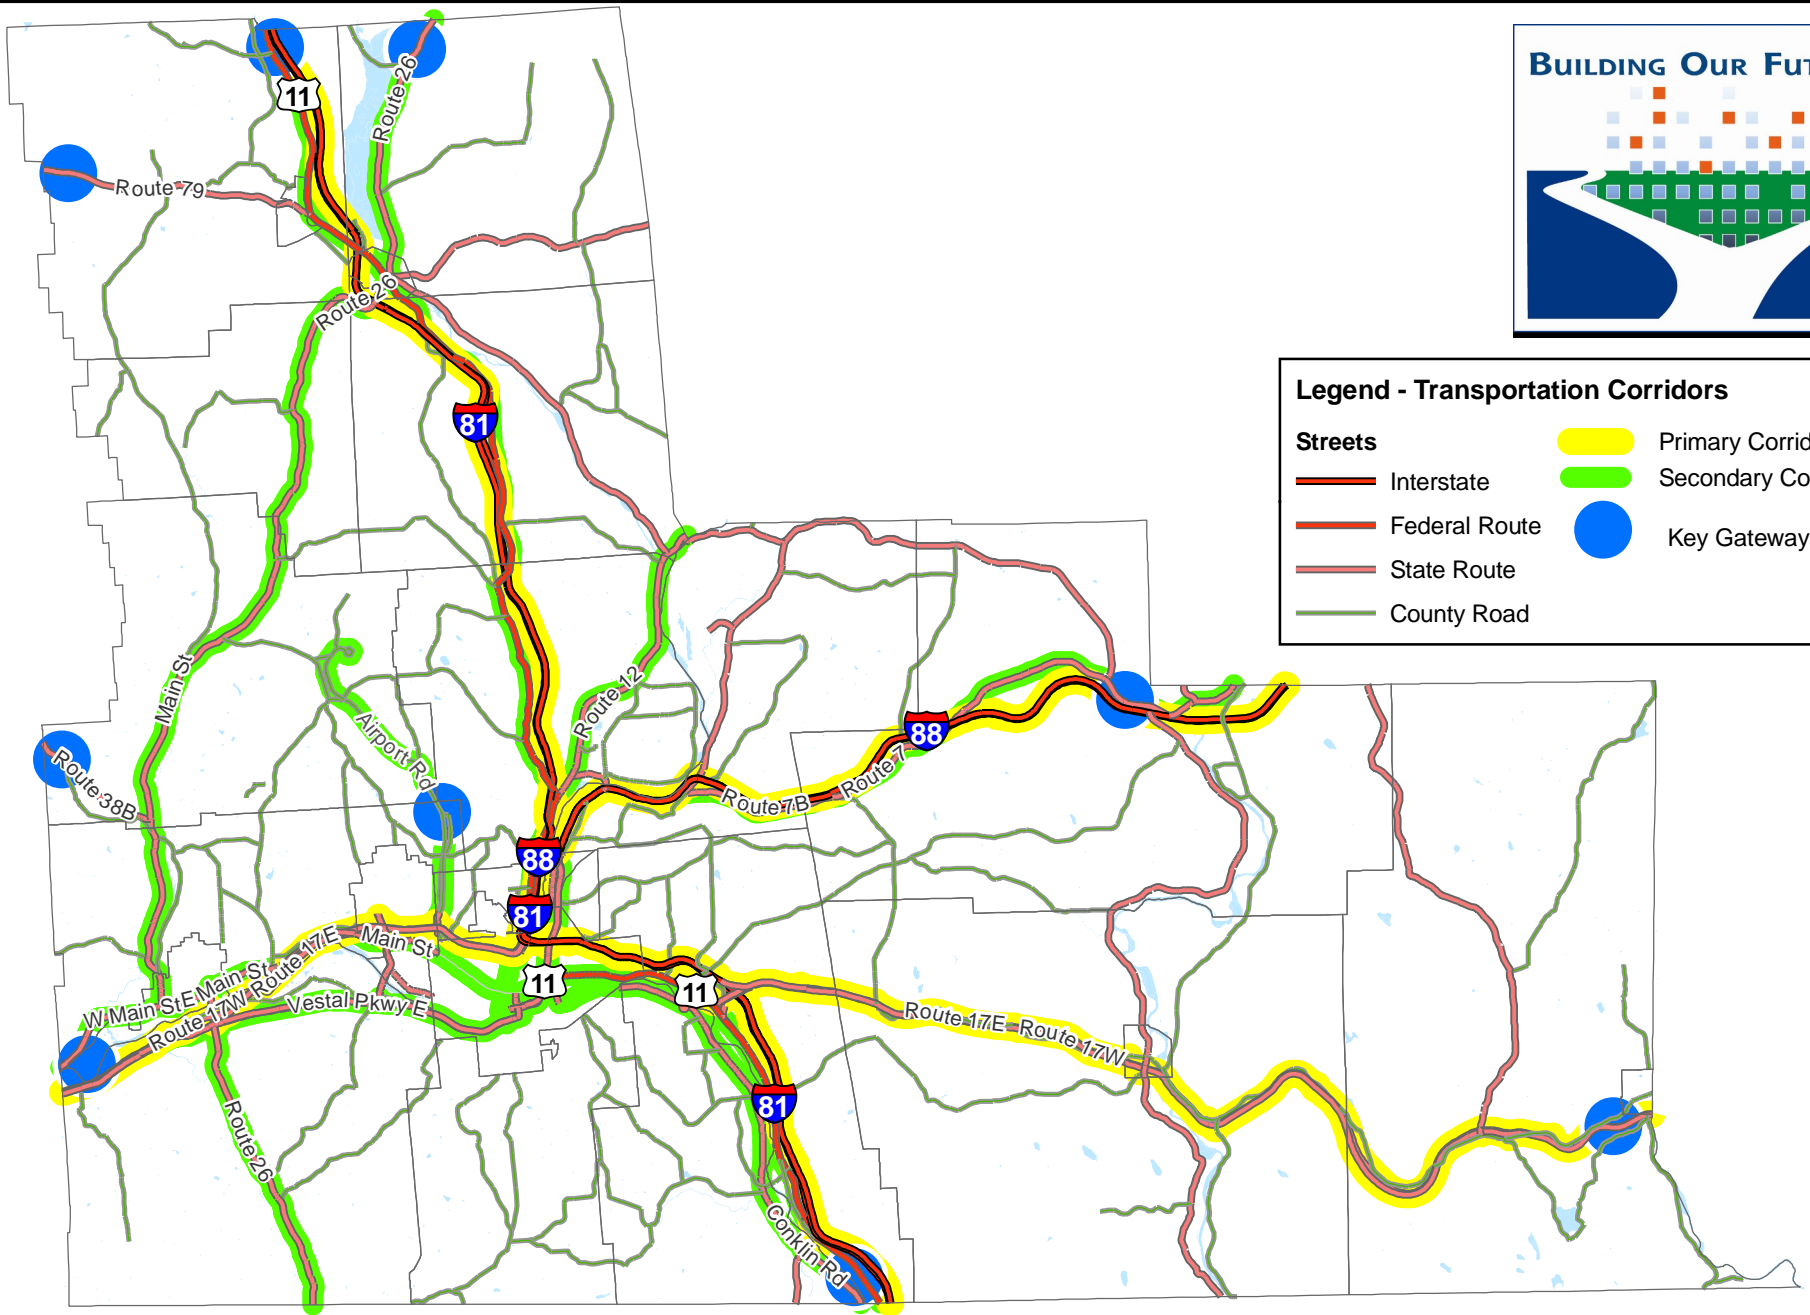 BUILDING OUR FUT
Legend - Transportation Corridors
Streets
Interstate
Federal Route
State Route
County Road
Primary Corrid
Secondary Co
Key Gateway
11
Route 26
Route 79
Route 26
81
Main St
Airport Rd
Route 12
Route 38B
88
Route 7
Route 7B
88
81
Main St
Route 17E
E Main St
W Main St
Route 17W
Vestal Pkwy E
11
11
Route 17E
Route 17W
Route 26
81
Conklin Rd